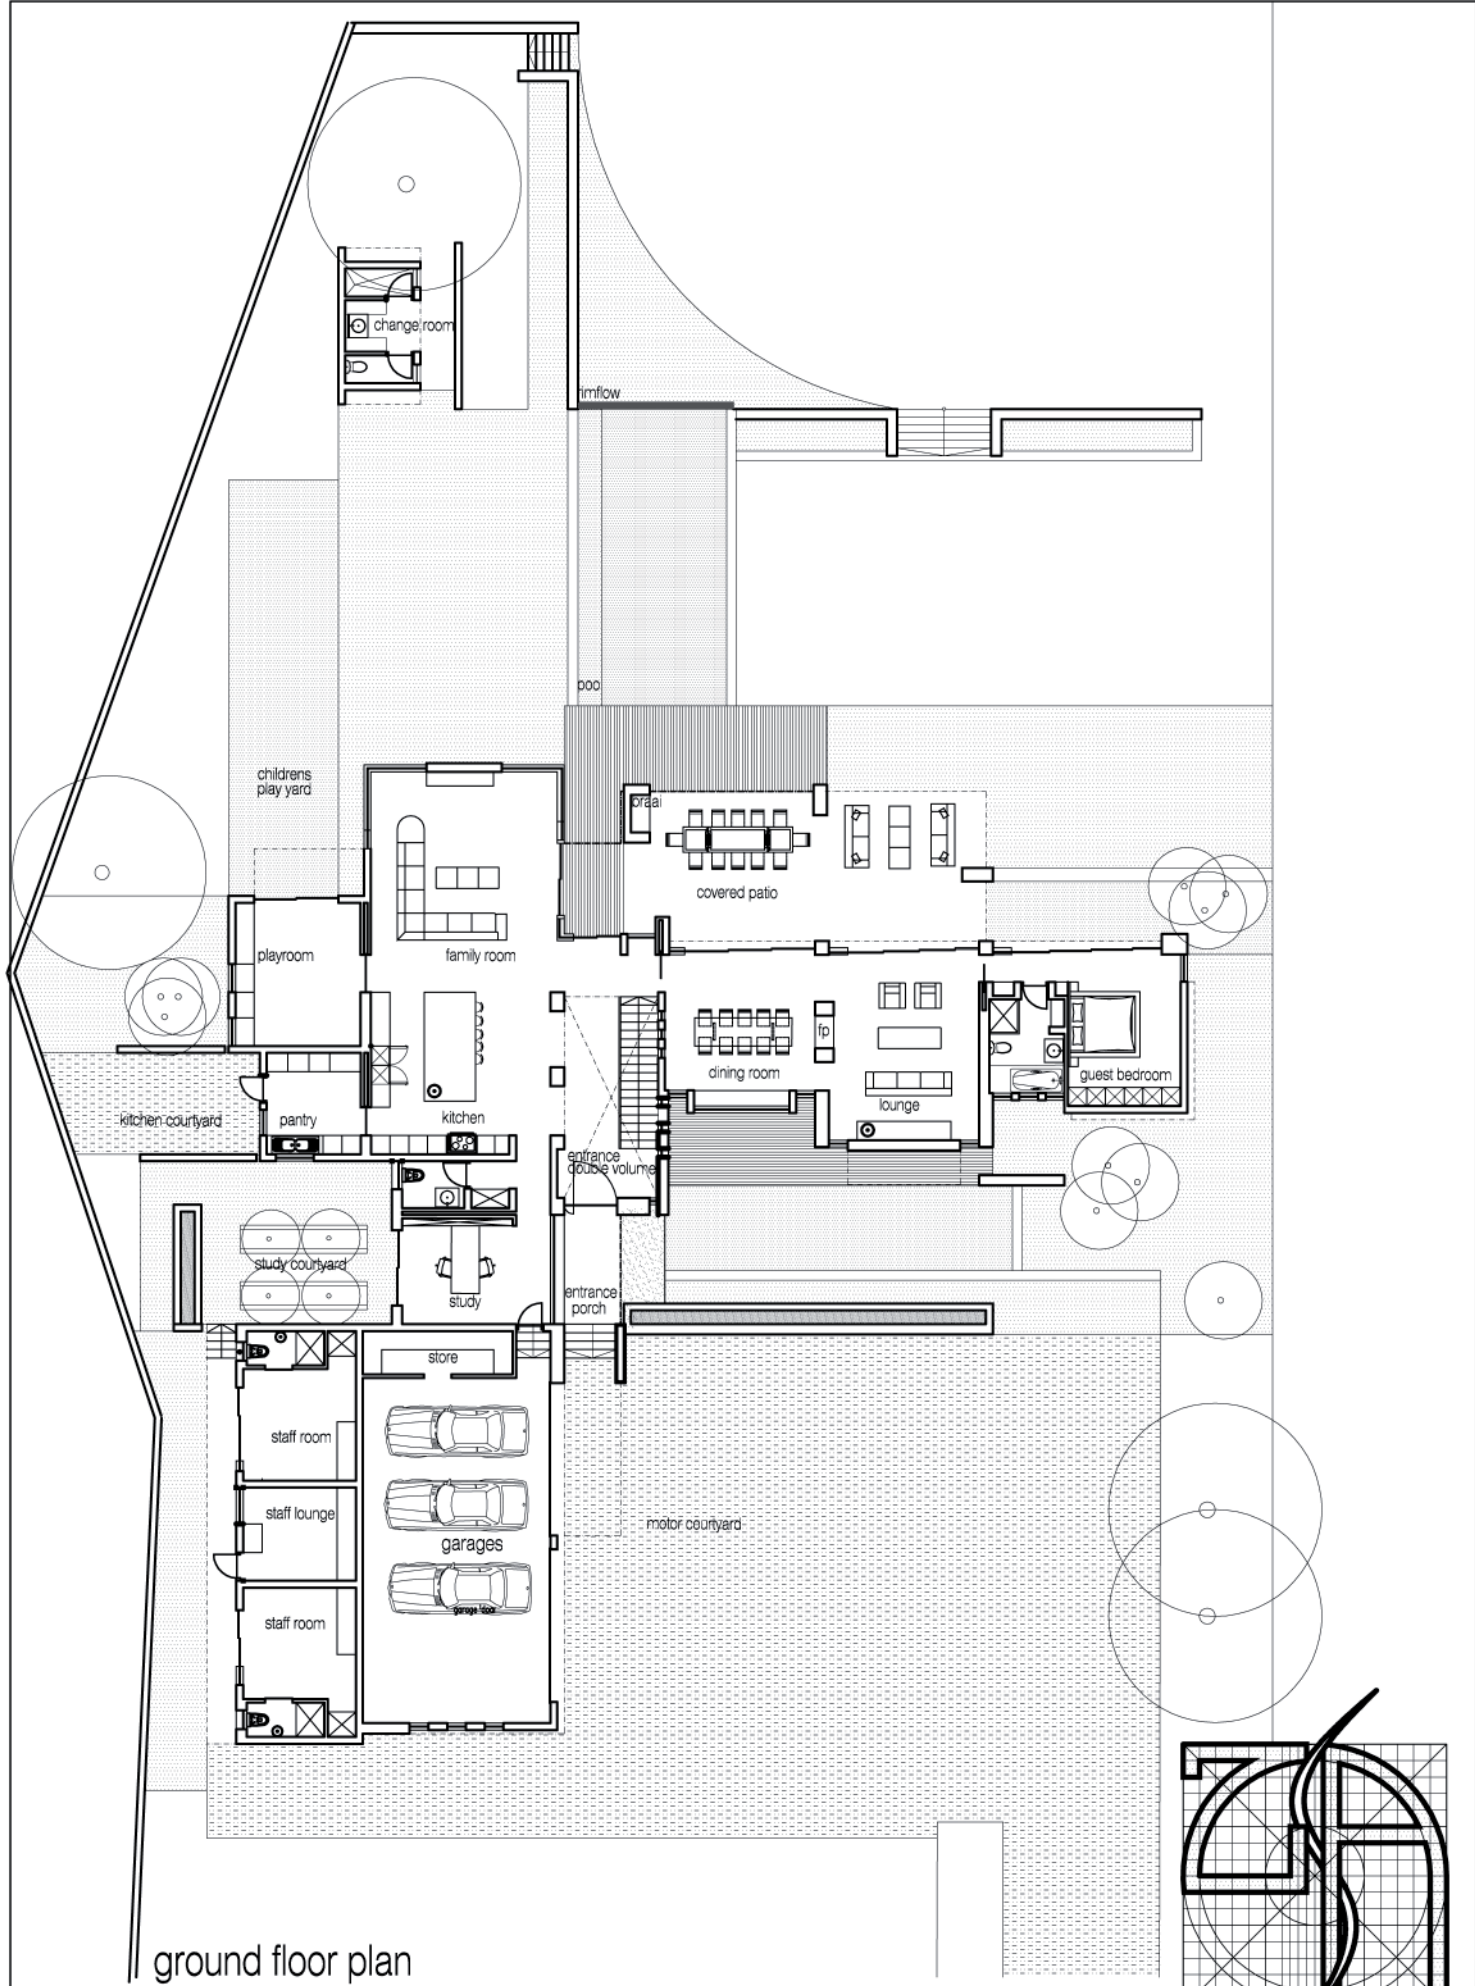 change room
rimflow
poo
childrens
play yard
braai
covered patio
playroom
family room
fp
dining room
guest bedroom
lounge
kitchen courtyard
pantry
kitchen
entrance
double volume
study courtyard
study
entrance
porch
store
staff room
staff lounge
motor courtyard
garages
garage door
staff room
ground floor plan